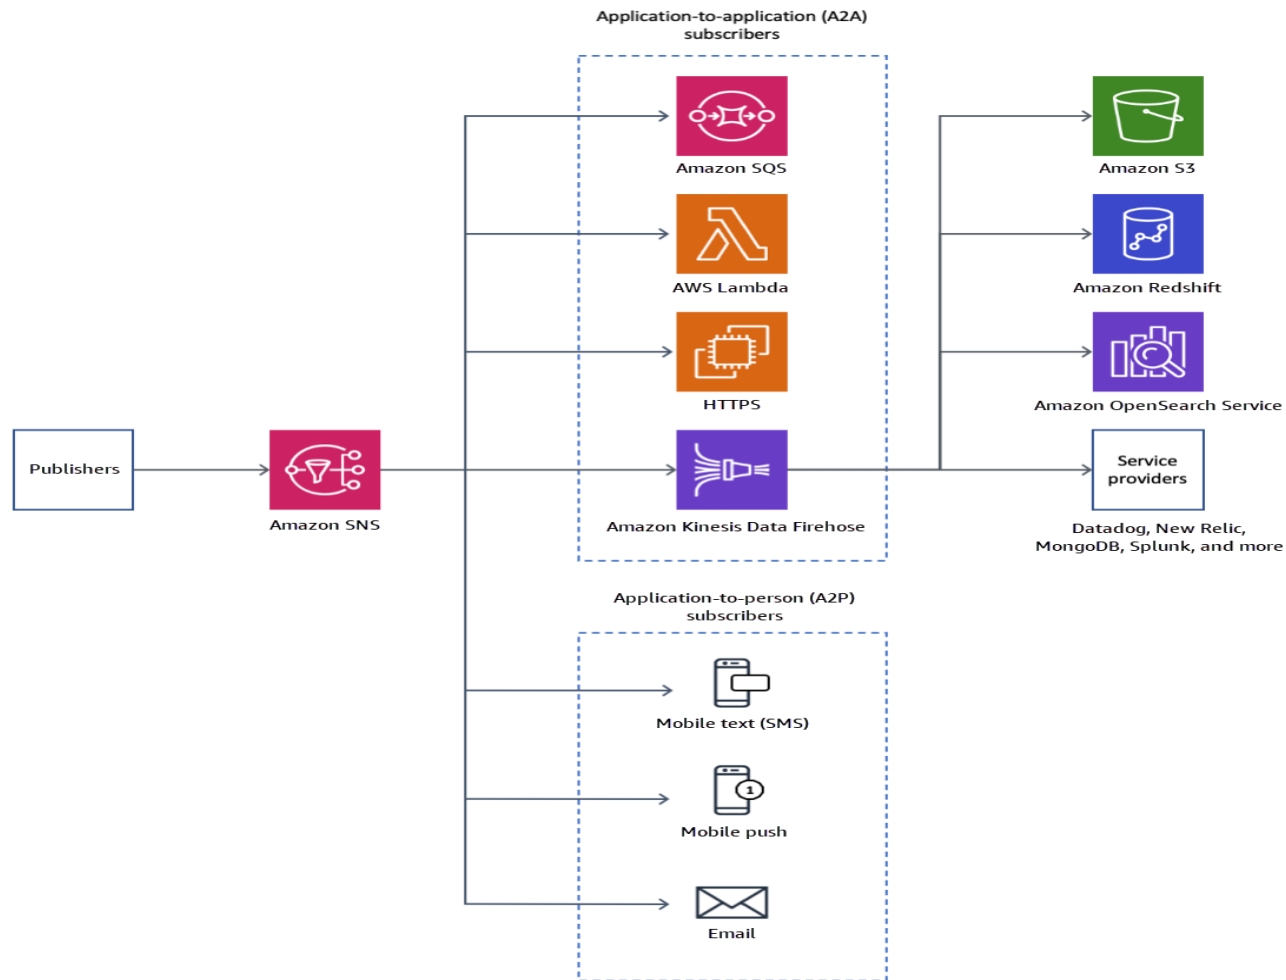 Application-to-application (A2A)
subscribers
Amazon SQS
Amazon S3
AWS Lambda
Amazon Redshift
HTTPS
Amazon OpenSearch Service
Publishers
Amazon SNS
Amazon Kinesis Data Firehose
Service
providers
Datadog, New Relic,
MongoDB, Splunk, and more
Application-to-person (A2P)
subscribers
Mobile text (SMS)
1
Mobile push
Email